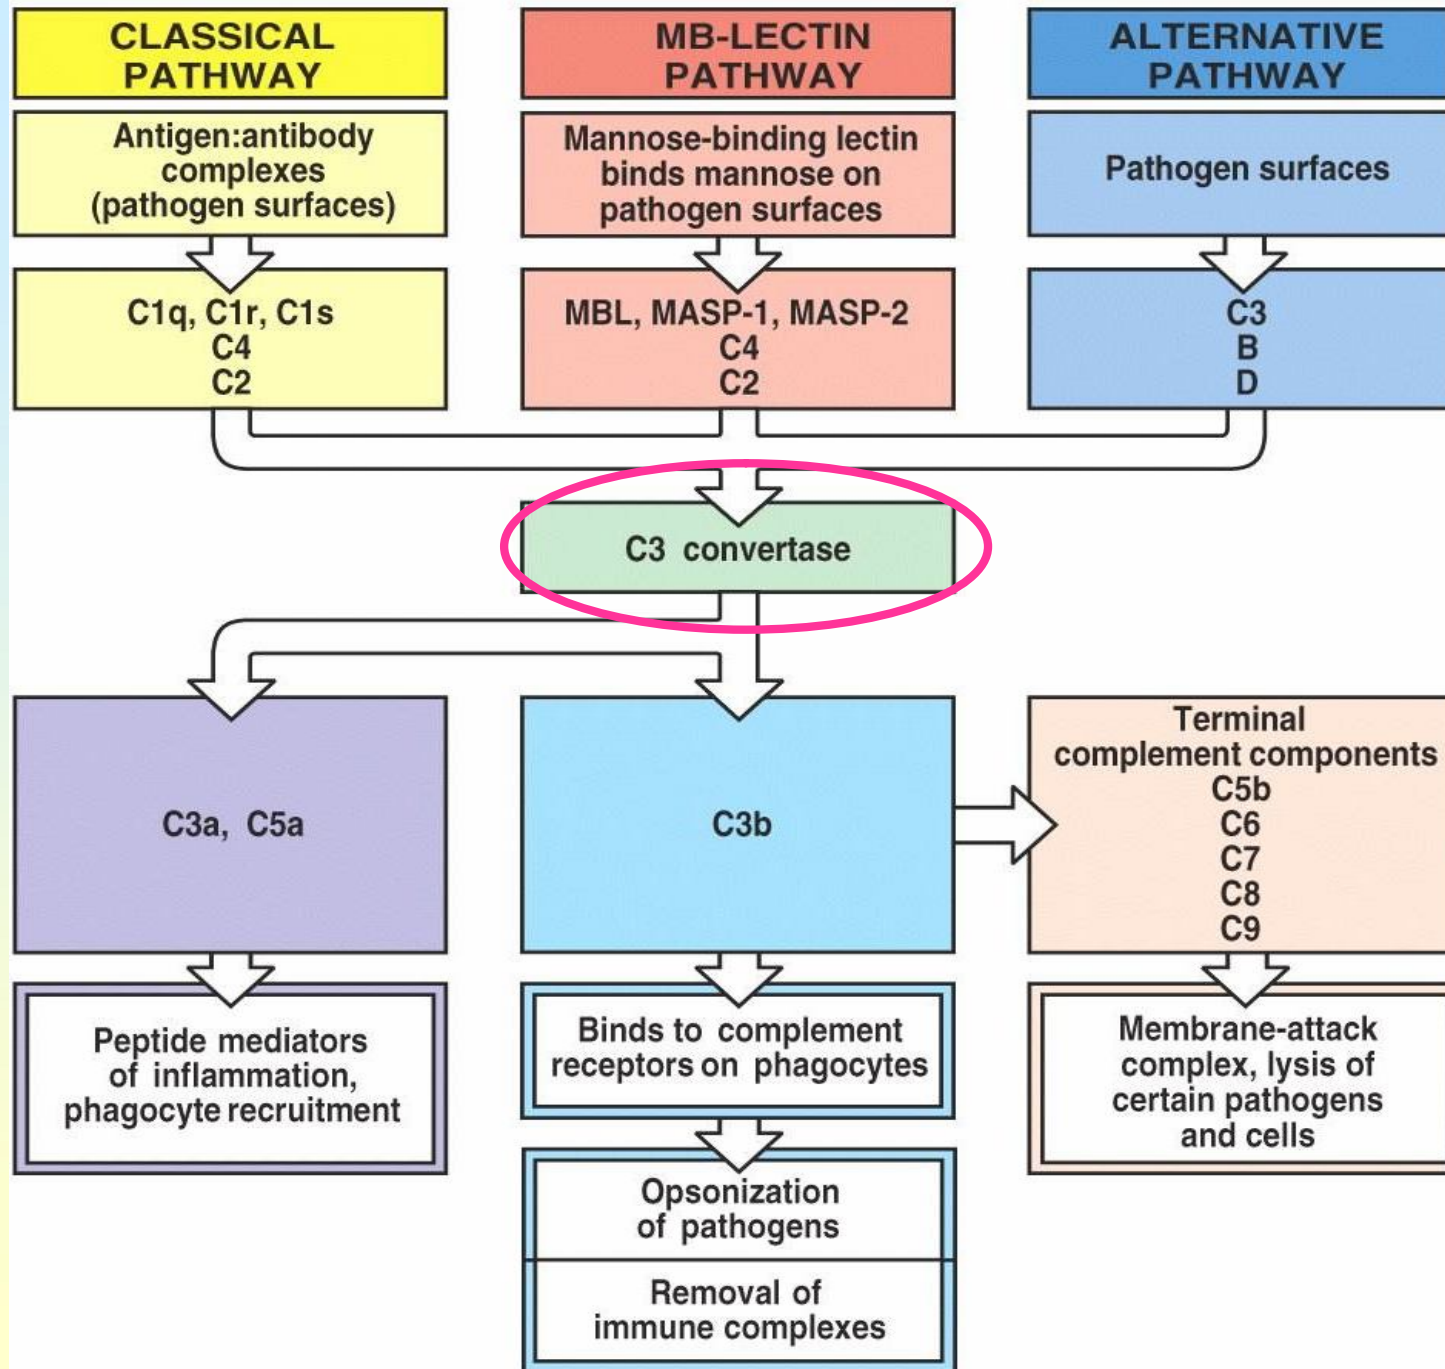 CLASSICAL
PATHWAY
MB-LECTIN
PATHWAY
ALTERNATIVE
PATHWAY
Antigen:antibody
complexes
(pathogen surfaces)
Mannose-binding lectin
binds mannose on
pathogen surfaces
Pathogen surfaces
C1q, C1r, C1s
C4
C2
MBL, MASP-1, MASP-2
C4
C2
C3
B
D
C3 convertase
C3a, C5a
C3b
Terminal
complement components
C5b
C6
C7
C8
C9
Peptide mediators
of inflammation,
phagocyte recruitment
Binds to complement
receptors on phagocytes
Membrane-attack
complex, lysis of
certain pathogens
and cells
Opsonization
of pathogens
Removal of
immune complexes